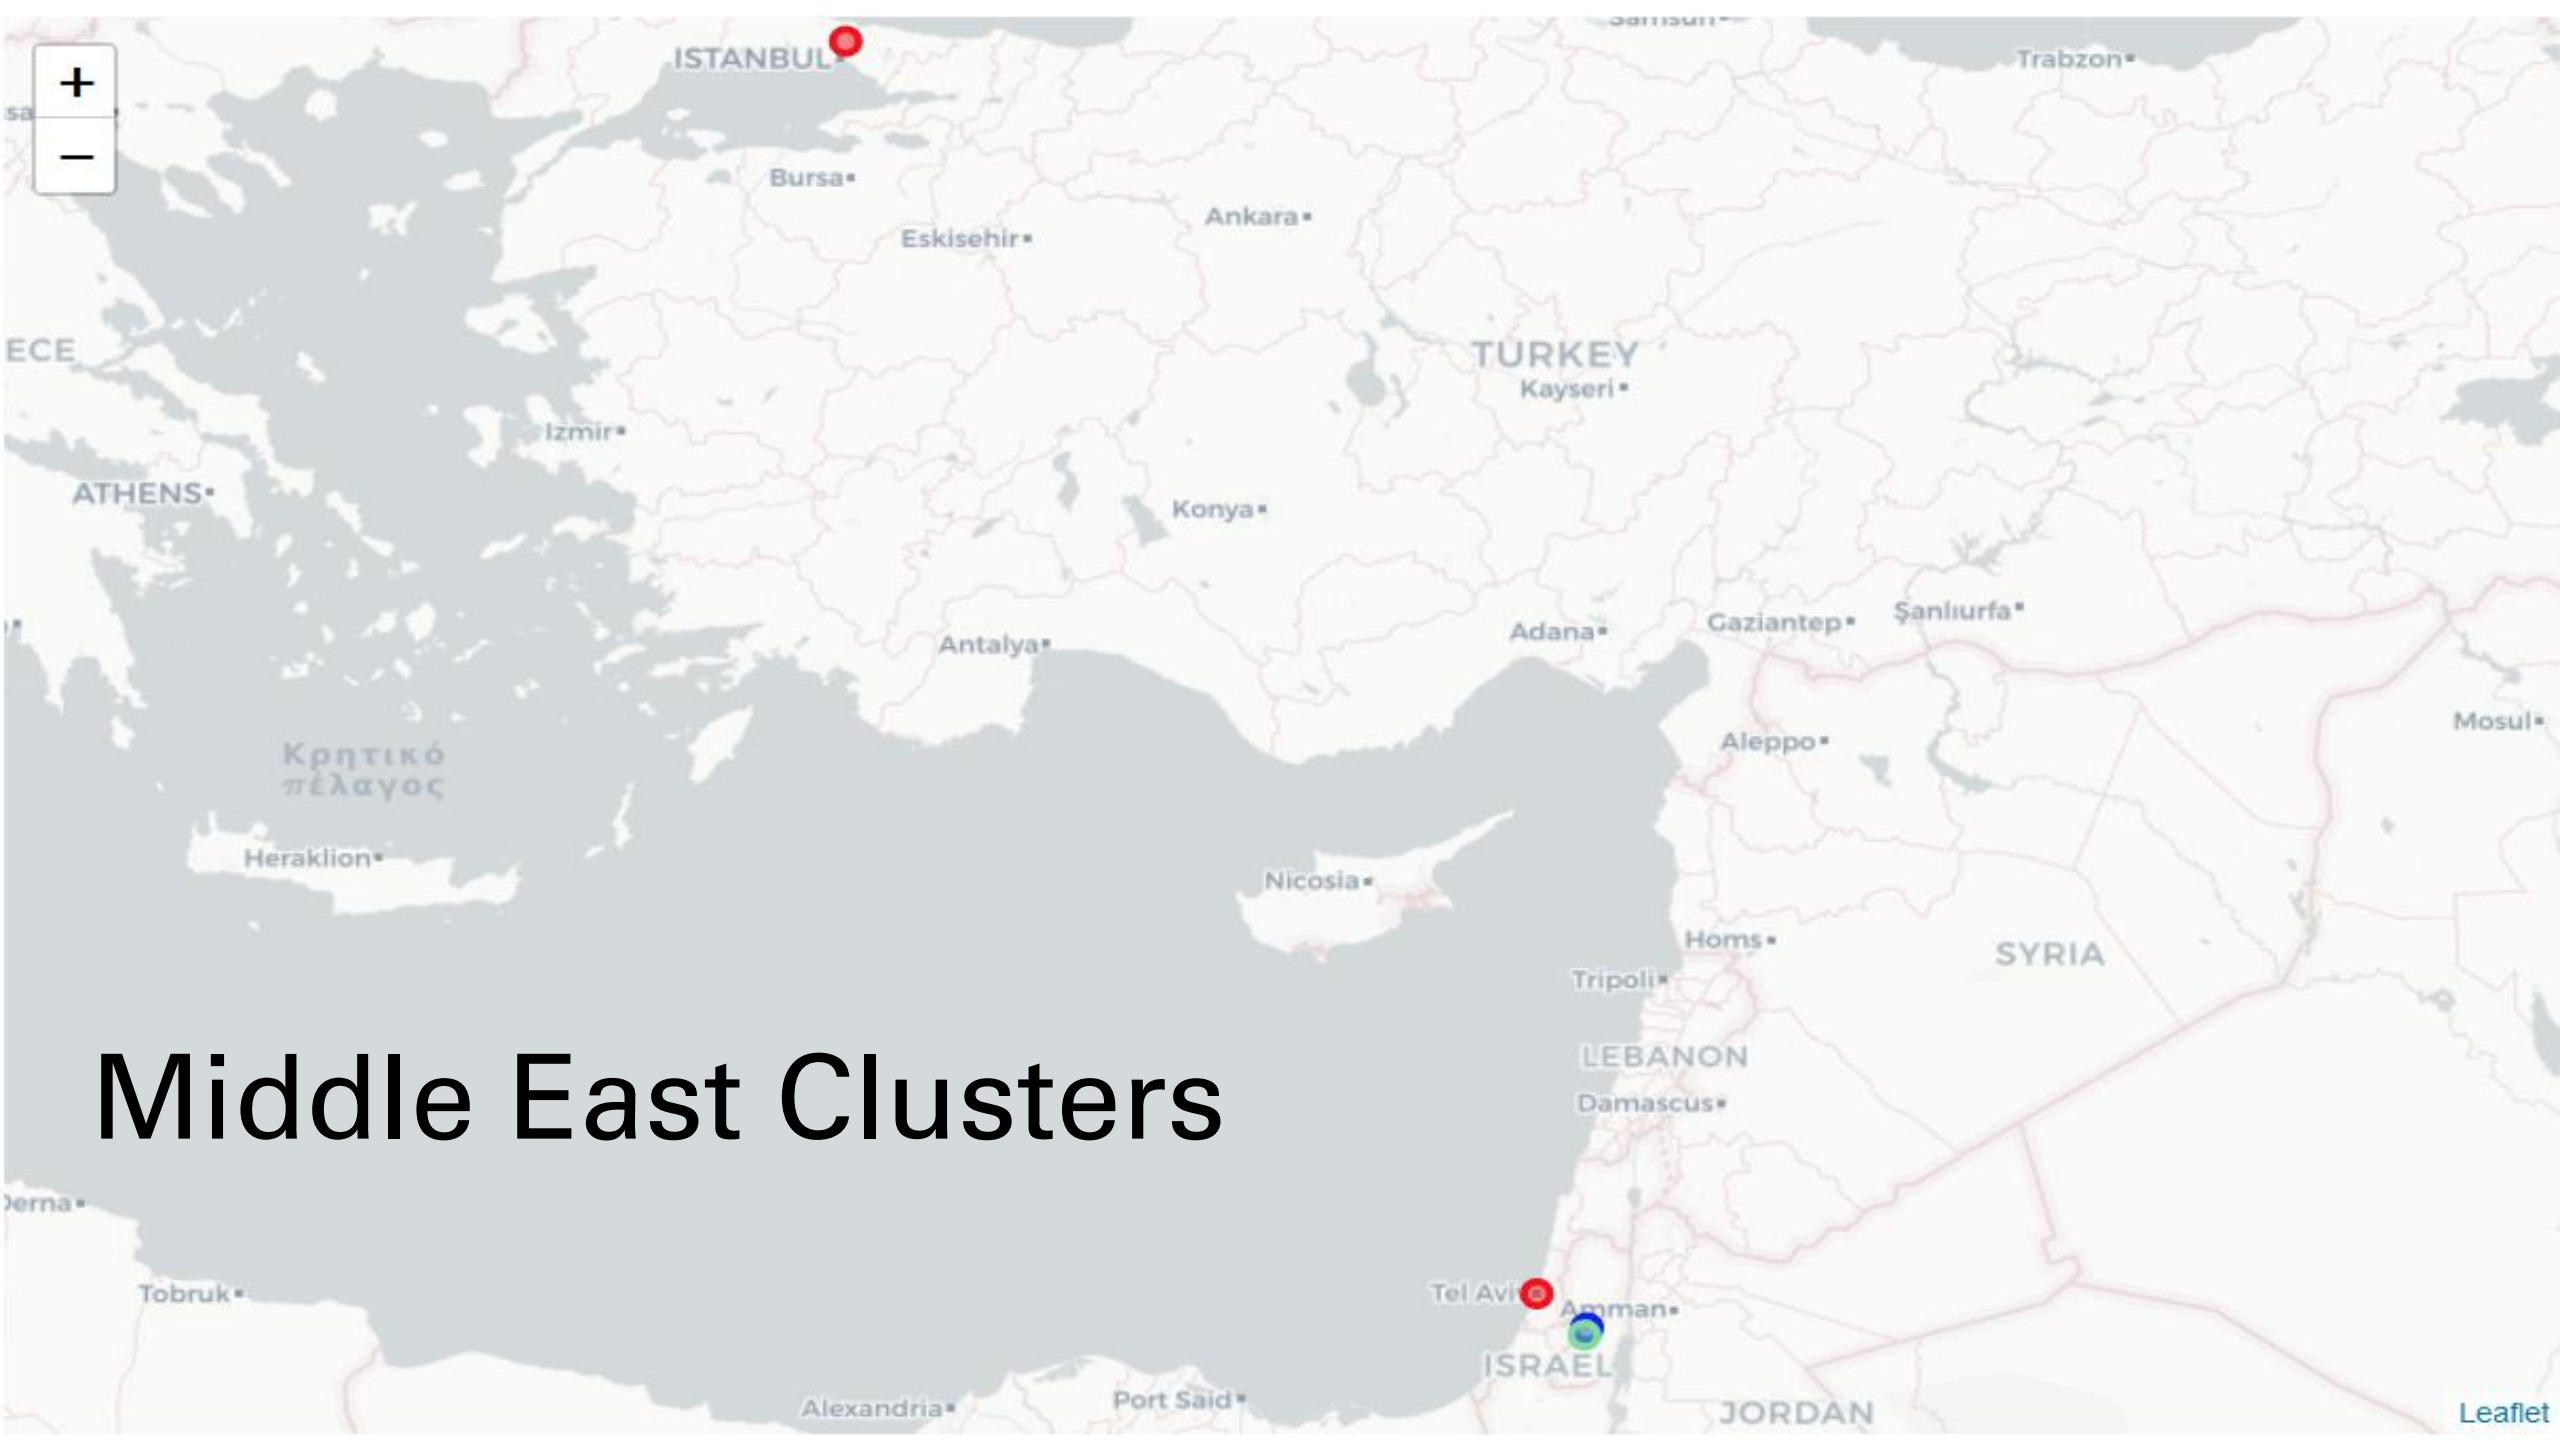 Samsun
Trabzon
ISTANBUL
+
−
Bursa
Ankara
Eskisehir
ECE
TURKEY
Kayseri
Izmir
ATHENS
Konya
Adana
Gaziantep
Şanlıurfa
Antalya
Mosul
Aleppo
Κρητικό
πέλαγος
Heraklion
Nicosia
Homs
SYRIA
Tripoli
LEBANON
Middle East Clusters
Damascus
Derna
Tobruk
Tel Avi
Amman
ISRAEL
Port Said
Alexandria
JORDAN
Leaflet